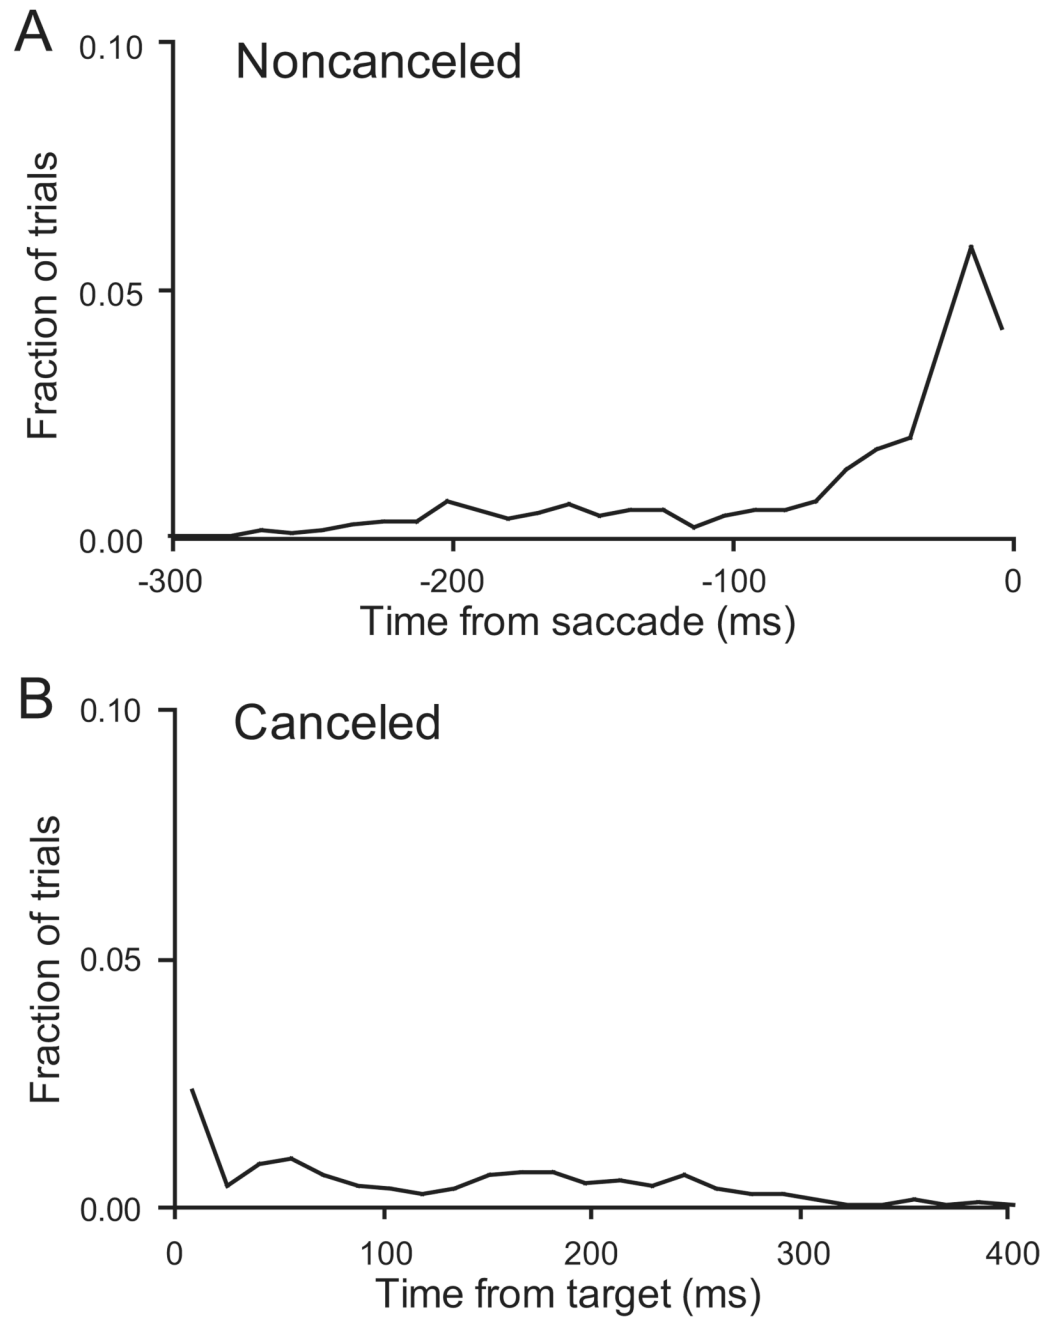 A
Noncanceled
0.10
0.05
0.00
Fraction of trials
-300 -200 -100 0
Time from saccade (ms)
B
Canceled
0.10
0.05
0.00
Fraction of trials
0 100 200 300 400
Time from target (ms)